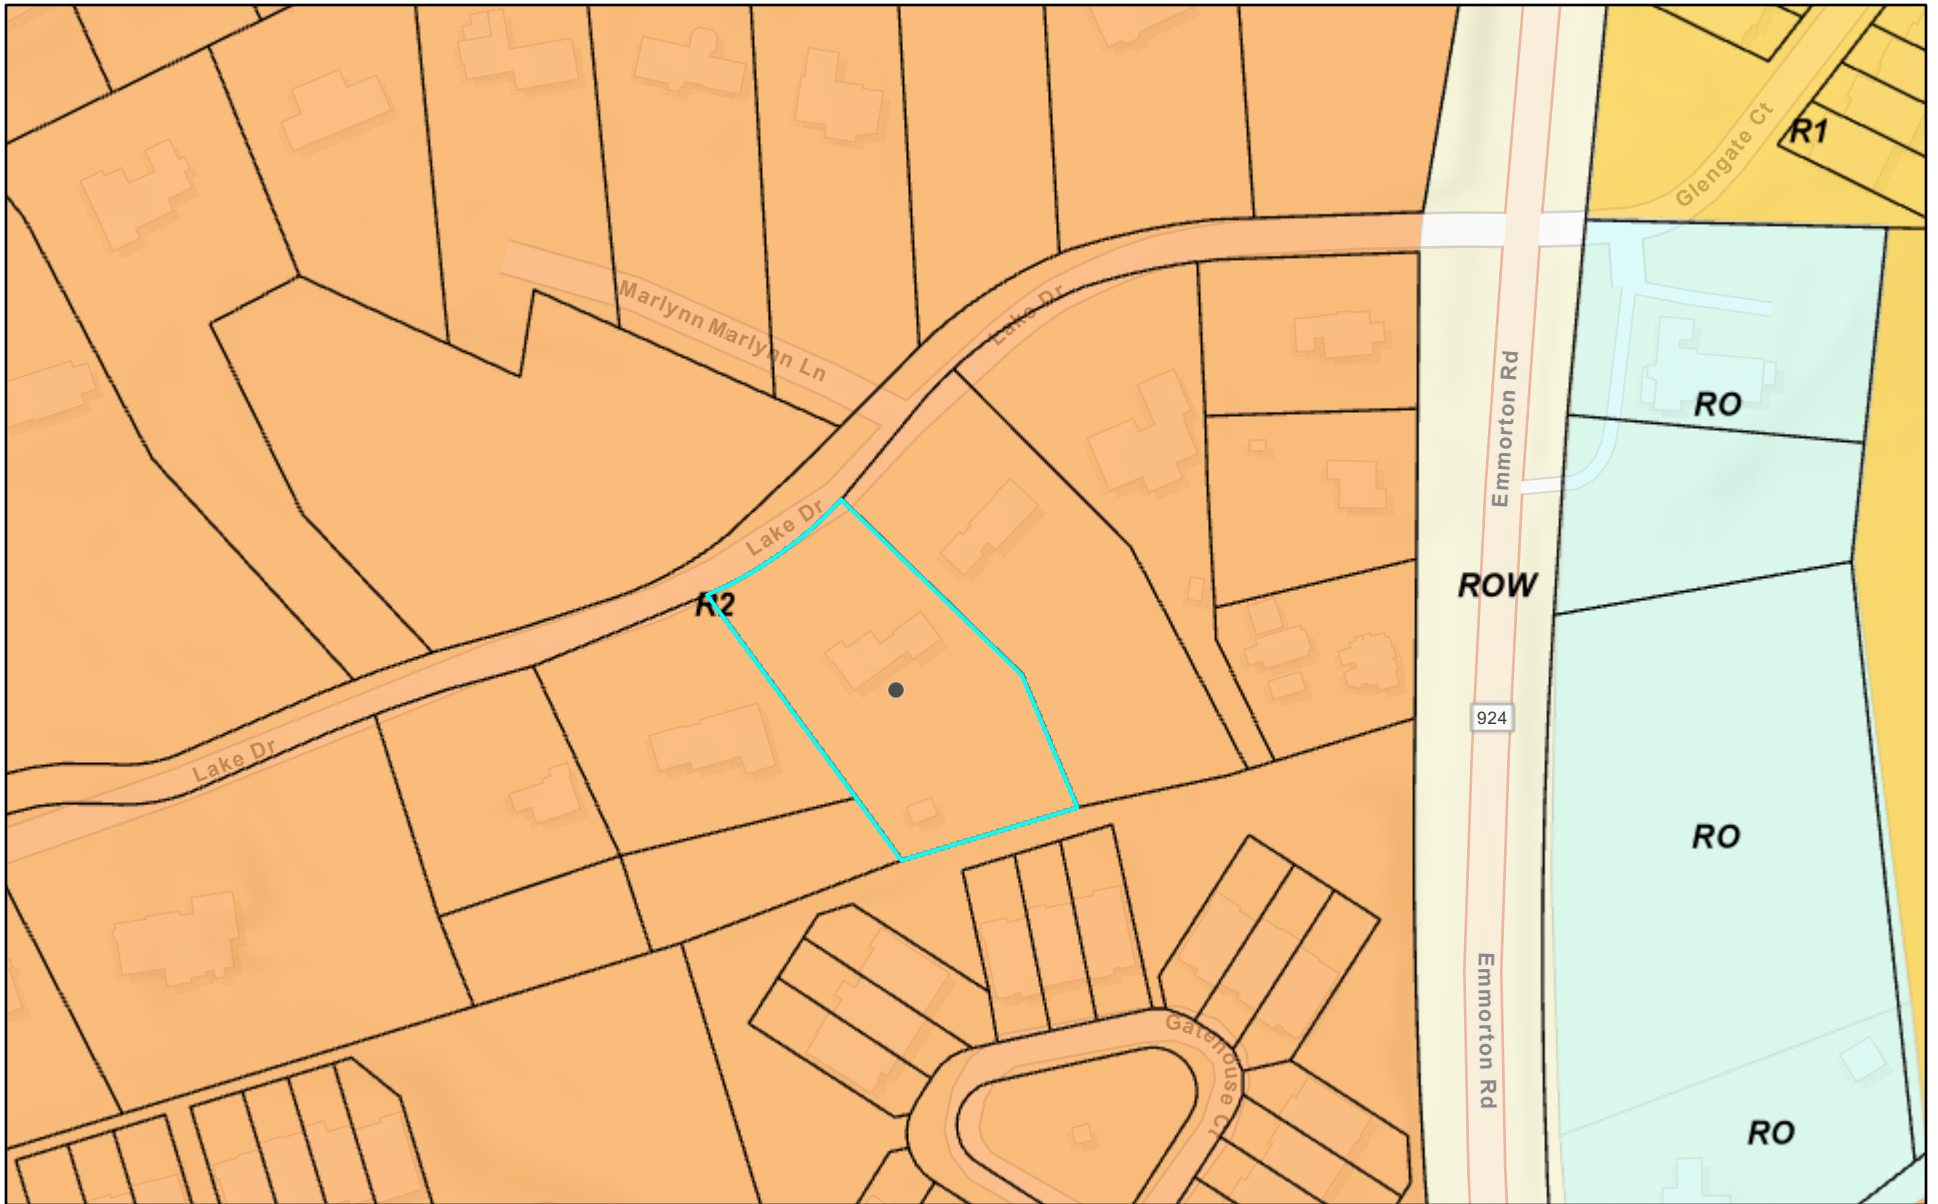 R1
Glengate Ct
Marlynn Marlynn Ln
Lake Dr
Emmorton Rd
RO
Lake Dr
R2
ROW
924
Lake Dr
RO
Emmorton Rd
Gatehouse Ct
RO